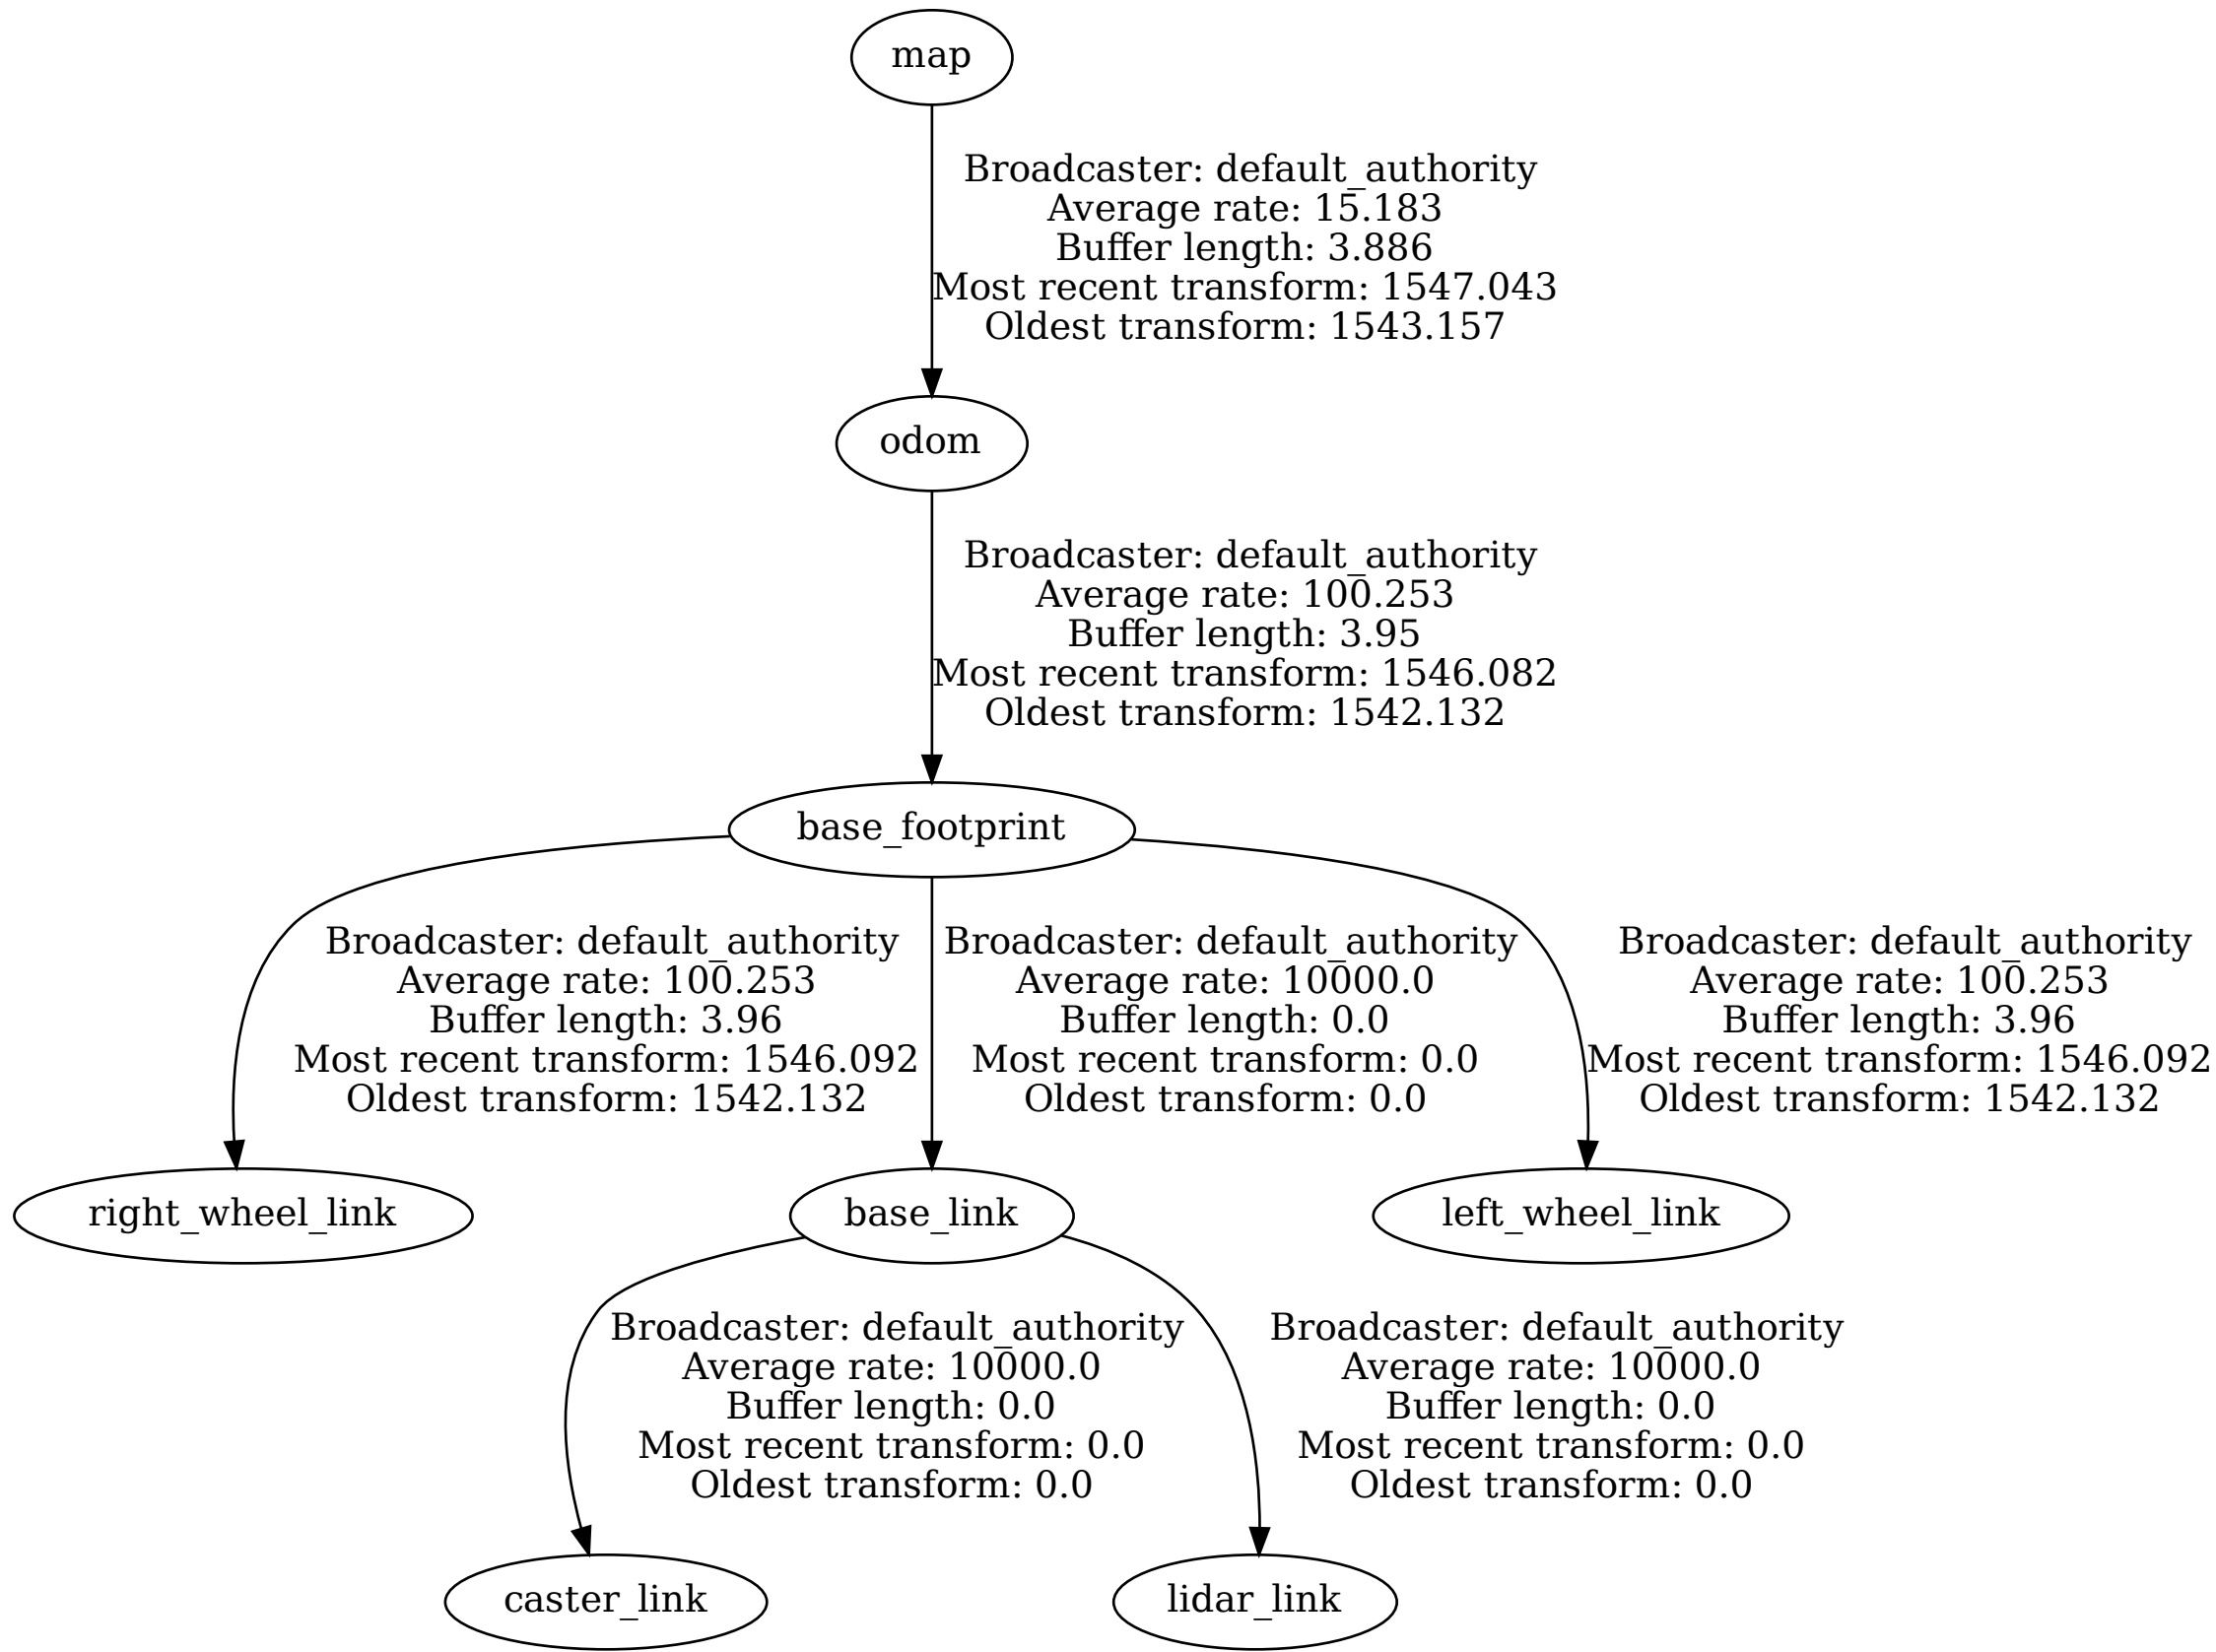 map
Broadcaster: default_authority
Average rate: 15.183
Buffer length: 3.886
Most recent transform: 1547.043
Oldest transform: 1543.157
odom
Broadcaster: default_authority
Average rate: 100.253
Buffer length: 3.95
Most recent transform: 1546.082
Oldest transform: 1542.132
base_footprint
Broadcaster: default_authority
Average rate: 100.253
Buffer length: 3.96
Most recent transform: 1546.092
Oldest transform: 1542.132
Broadcaster: default_authority
Average rate: 10000.0
Buffer length: 0.0
Most recent transform: 0.0
Oldest transform: 0.0
Broadcaster: default_authority
Average rate: 100.253
Buffer length: 3.96
Most recent transform: 1546.092
Oldest transform: 1542.132
right_wheel_link
base_link
left_wheel_link
Broadcaster: default_authority
Average rate: 10000.0
Buffer length: 0.0
Most recent transform: 0.0
Oldest transform: 0.0
Broadcaster: default_authority
Average rate: 10000.0
Buffer length: 0.0
Most recent transform: 0.0
Oldest transform: 0.0
caster_link
lidar_link